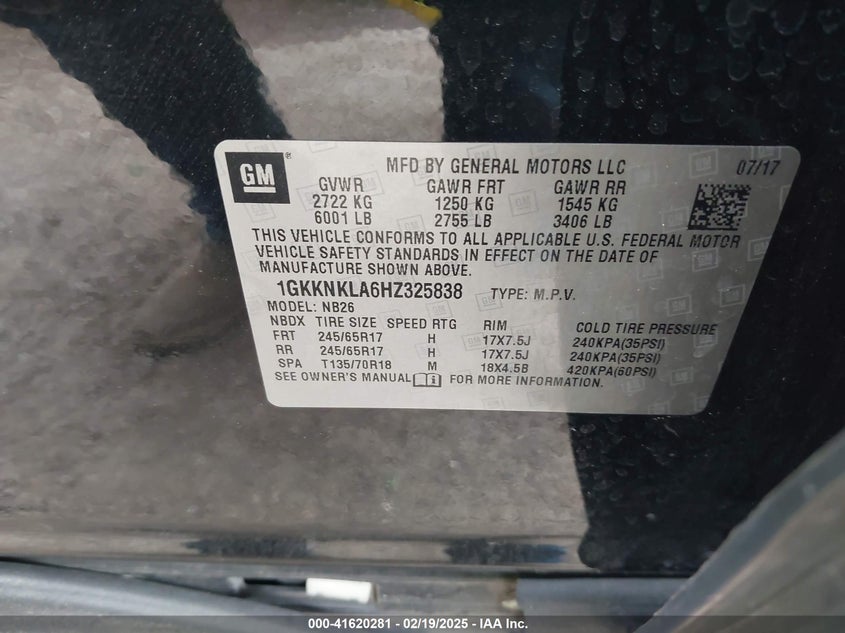 GM ® MFD BY GENERAL MOTORS LLC 07/17
GVWR GAWR FRT GAWR RR
2722 KG 1250 KG 1545 KG
6001 LB 2755 LB 3406 LB
THIS VEHICLE CONFORMS TO ALL APPLICABLE U.S. FEDERAL MOTOR
VEHICLE SAFETY STANDARDS IN EFFECT ON THE DATE OF
MANUFACTURE SHOWN ABOVE.
1GKKNKLA6HZ325838 TYPE: M.P.V.
MODEL: NB26
NBDX TIRE SIZE SPEED RTG RIM COLD TIRE PRESSURE
FRT 245/65R17 H 17X7.5J 240KPA(35PSI)
RR 245/65R17 H 17X7.5J 240KPA(35PSI)
SPA T135/70R18 M 18X4.5B 420KPA(60PSI)
SEE OWNER'S MANUAL FOR MORE INFORMATION.
000-41620281 - 02/19/2025 - IAA Inc.